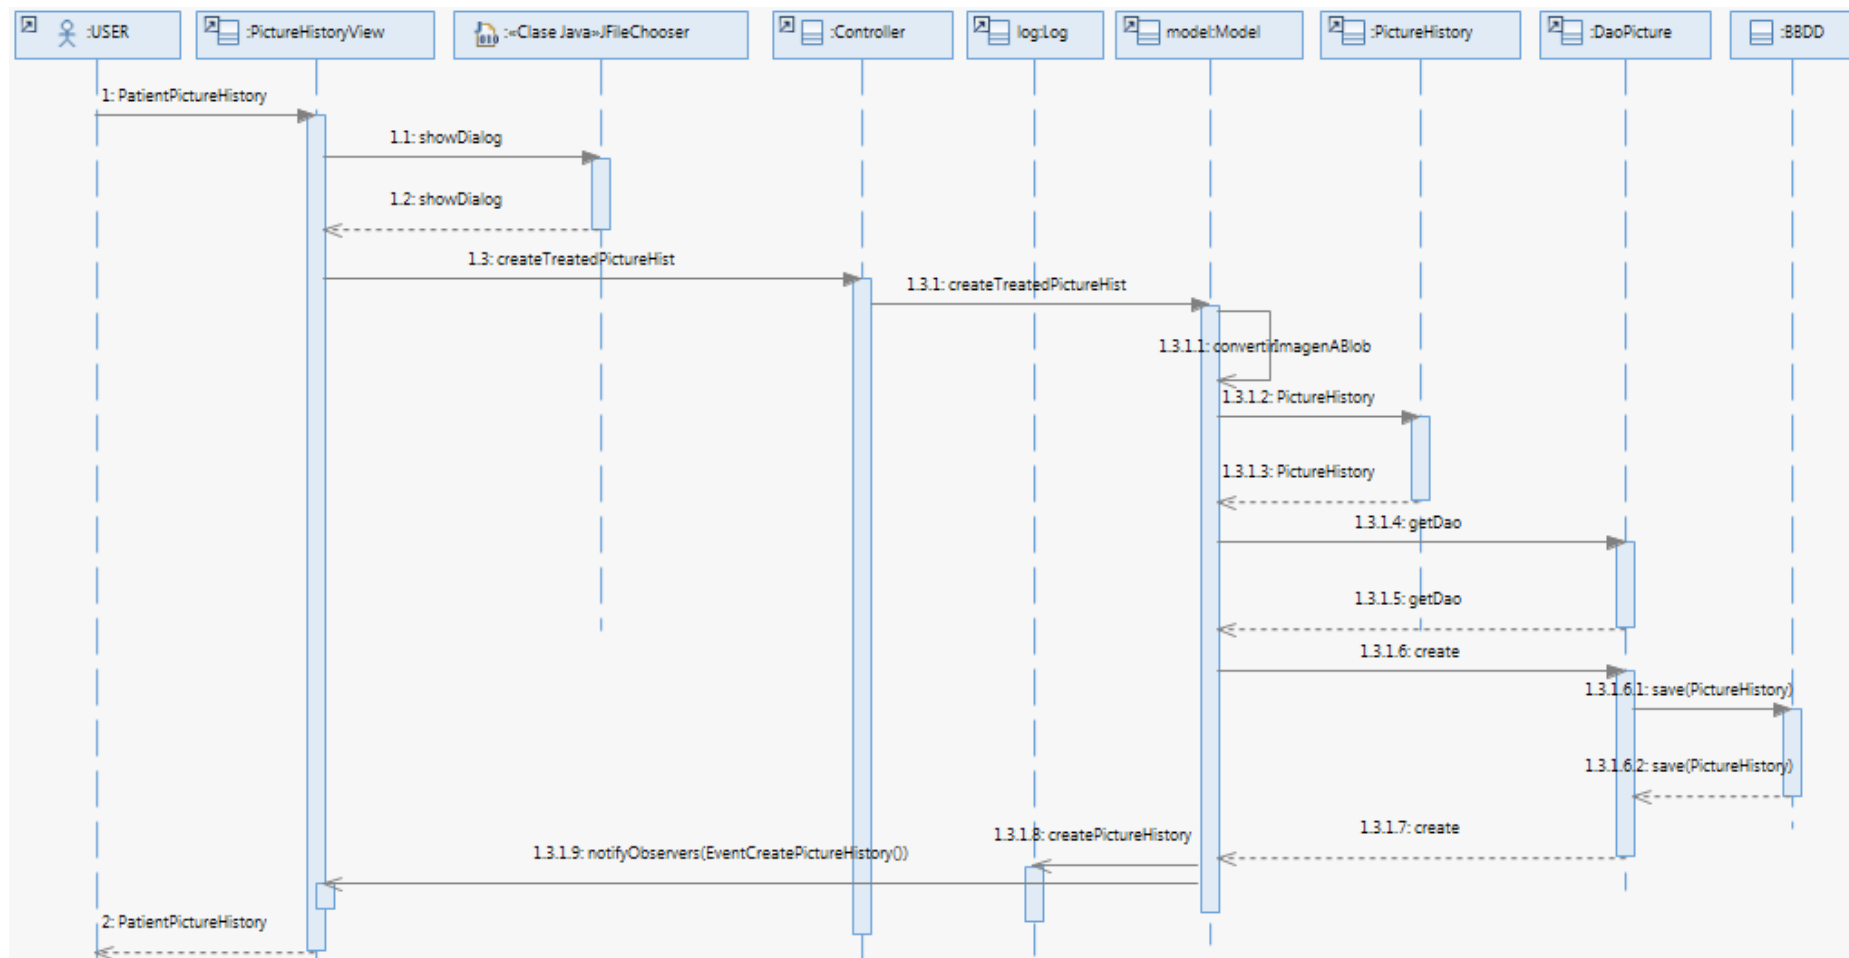 :USER
:PictureHistoryView
:«Clase Java»JFileChooser
:Controller
log:Log
model:Model
:PictureHistory
:DaoPicture
:BBDD
1: PatientPictureHistory
1.1: showDialog
1.2: showDialog
1.3: createTreatedPictureHist
1.3.1: createTreatedPictureHist
1.3.1.1: convertirImagenABlob
1.3.1.2: PictureHistory
1.3.1.3: PictureHistory
1.3.1.4: getDao
1.3.1.5: getDao
1.3.1.6: create
1.3.1.6.1: save(PictureHistory)
1.3.1.6.2: save(PictureHistory)
1.3.1.7: create
1.3.1.8: createPictureHistory
1.3.1.9: notifyObservers(EventCreatePictureHistory())
2: PatientPictureHistory